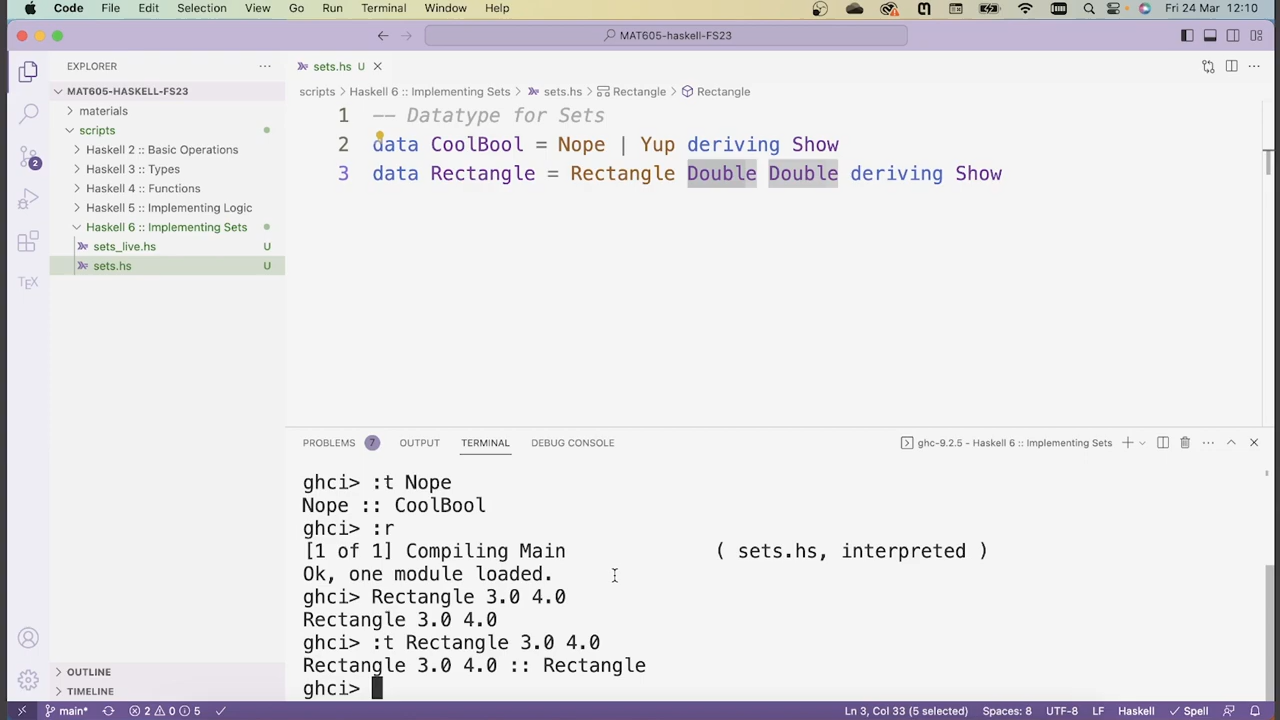 Code File Edit Selection View Go Run Terminal Window Help Fri 24 Mar 12:10
MAT605-haskell-FS23
EXPLORER
MAT605-HASKELL-FS23
materials
scripts
Haskell 2 :: Basic Operations
Haskell 3 :: Types
Haskell 4 :: Functions
Haskell 5 :: Implementing Logic
Haskell 6 :: Implementing Sets
sets_live.hs U
sets.hs U
2
TEX
OUTLINE
TIMELINE
sets.hs U
scripts > Haskell 6 :: Implementing Sets > sets.hs > Rectangle > Rectangle
1 -- Datatype for Sets
2 data CoolBool = Nope | Yup deriving Show
3 data Rectangle = Rectangle Double Double deriving Show
PROBLEMS 7 OUTPUT TERMINAL DEBUG CONSOLE ghc-9.2.5 - Haskell 6 :: Implementing Sets
ghci> :t Nope
Nope :: CoolBool
ghci> :r
[1 of 1] Compiling Main ( sets.hs, interpreted )
Ok, one module loaded.
ghci> Rectangle 3.0 4.0
Rectangle 3.0 4.0
ghci> :t Rectangle 3.0 4.0
Rectangle 3.0 4.0 :: Rectangle
ghci>
main* 2 0 5 Ln 3, Col 33 (5 selected) Spaces: 8 UTF-8 LF Haskell Spell